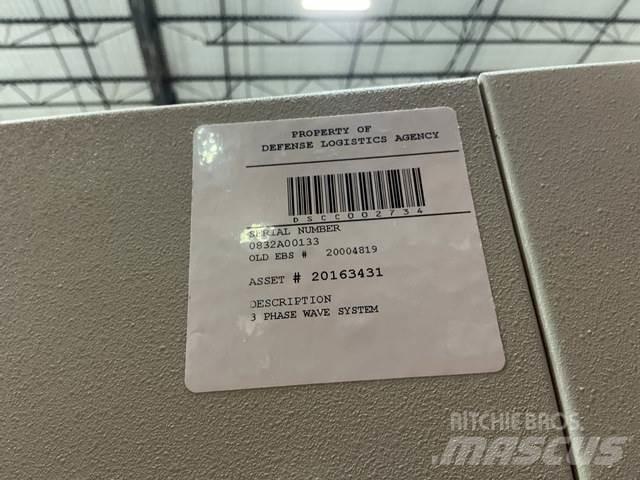 PROPERTY OF
DEFENSE LOGISTICS AGENCY
DSCC002734
SERIAL NUMBER
0832A00133
OLD EBS # 20004819
ASSET # 20163431
DESCRIPTION
3 PHASE WAVE SYSTEM
RITCHIE BROS.
MASCUS